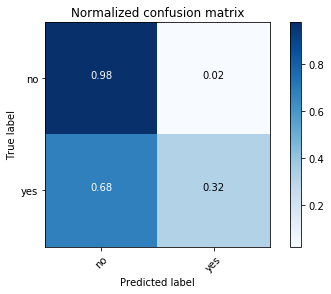 Normalized confusion matrix
True label
no
0.98
0.02
yes
0.68
0.32
no
yes
Predicted label
0.8
0.6
0.4
0.2